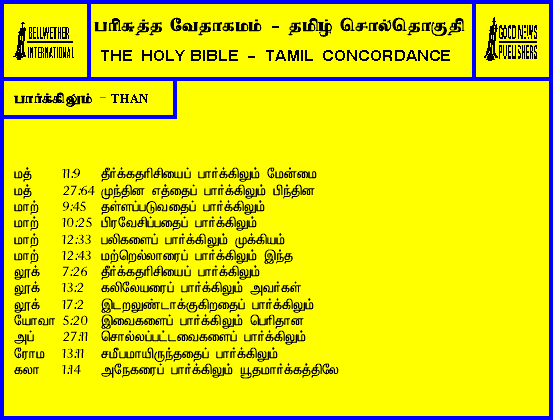 BELLWETHER
INTERNATIONAL
பரிசுத்த வேதாகமம் - தமிழ் சொல்தொகுதி
THE HOLY BIBLE - TAMIL CONCORDANCE
GOOD NEWS
PUBLISHERS
பார்க்கிலும் - THAN
மத் 11:9 தீர்க்கதரிசியைப் பார்க்கிலும் மேன்மை
மத் 27:64 முந்தின எத்தைப் பார்க்கிலும் பிந்தின
மாற் 9:45 தள்ளப்படுவதைப் பார்க்கிலும்
மாற் 10:25 பிரவேசிப்பதைப் பார்க்கிலும்
மாற் 12:33 பலிகளைப் பார்க்கிலும் முக்கியம்
மாற் 12:43 மற்றெல்லாரைப் பார்க்கிலும் இந்த
லூக் 7:26 தீர்க்கதரிசியைப் பார்க்கிலும்
லூக் 13:2 கலிலேயரைப் பார்க்கிலும் அவர்கள்
லூக் 17:2 இடறலுண்டாக்குகிறதைப் பார்க்கிலும்
யோவா 5:20 இவைகளைப் பார்க்கிலும் பெரிதான
அப் 27:11 சொல்லப்பட்டவைகளைப் பார்க்கிலும்
ரோம 13:11 சமீபமாயிருந்ததைப் பார்க்கிலும்
கலா 1:14 அநேகரைப் பார்க்கிலும் யூதமார்க்கத்திலே